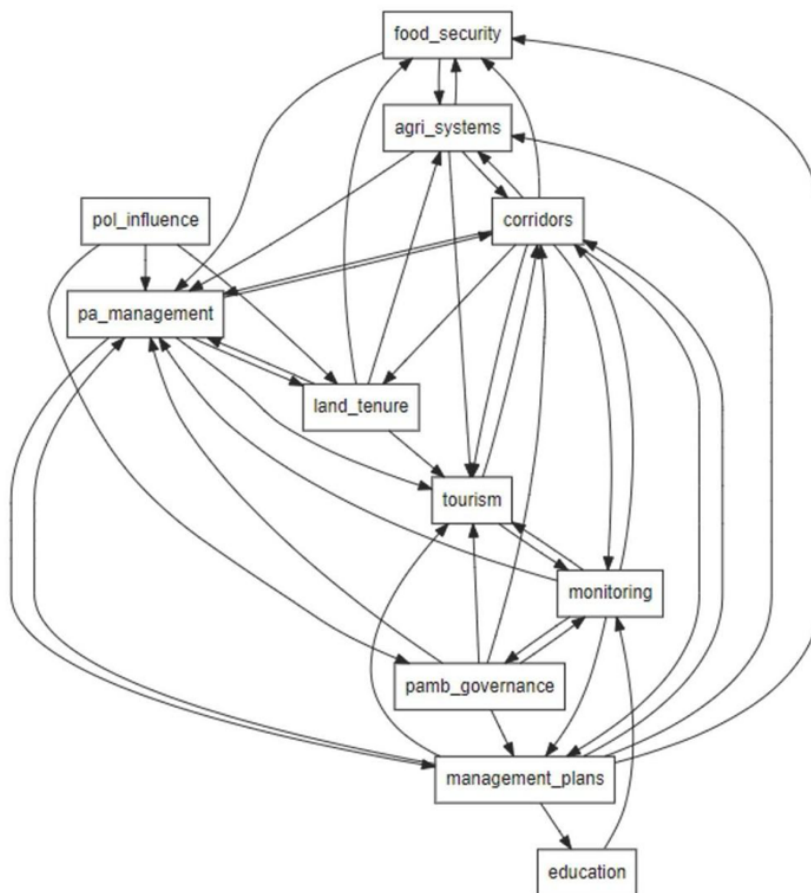 food_security
agri_systems
pol_influence
corridors
pa_management
land_tenure
tourism
monitoring
pamb_governance
management_plans
education